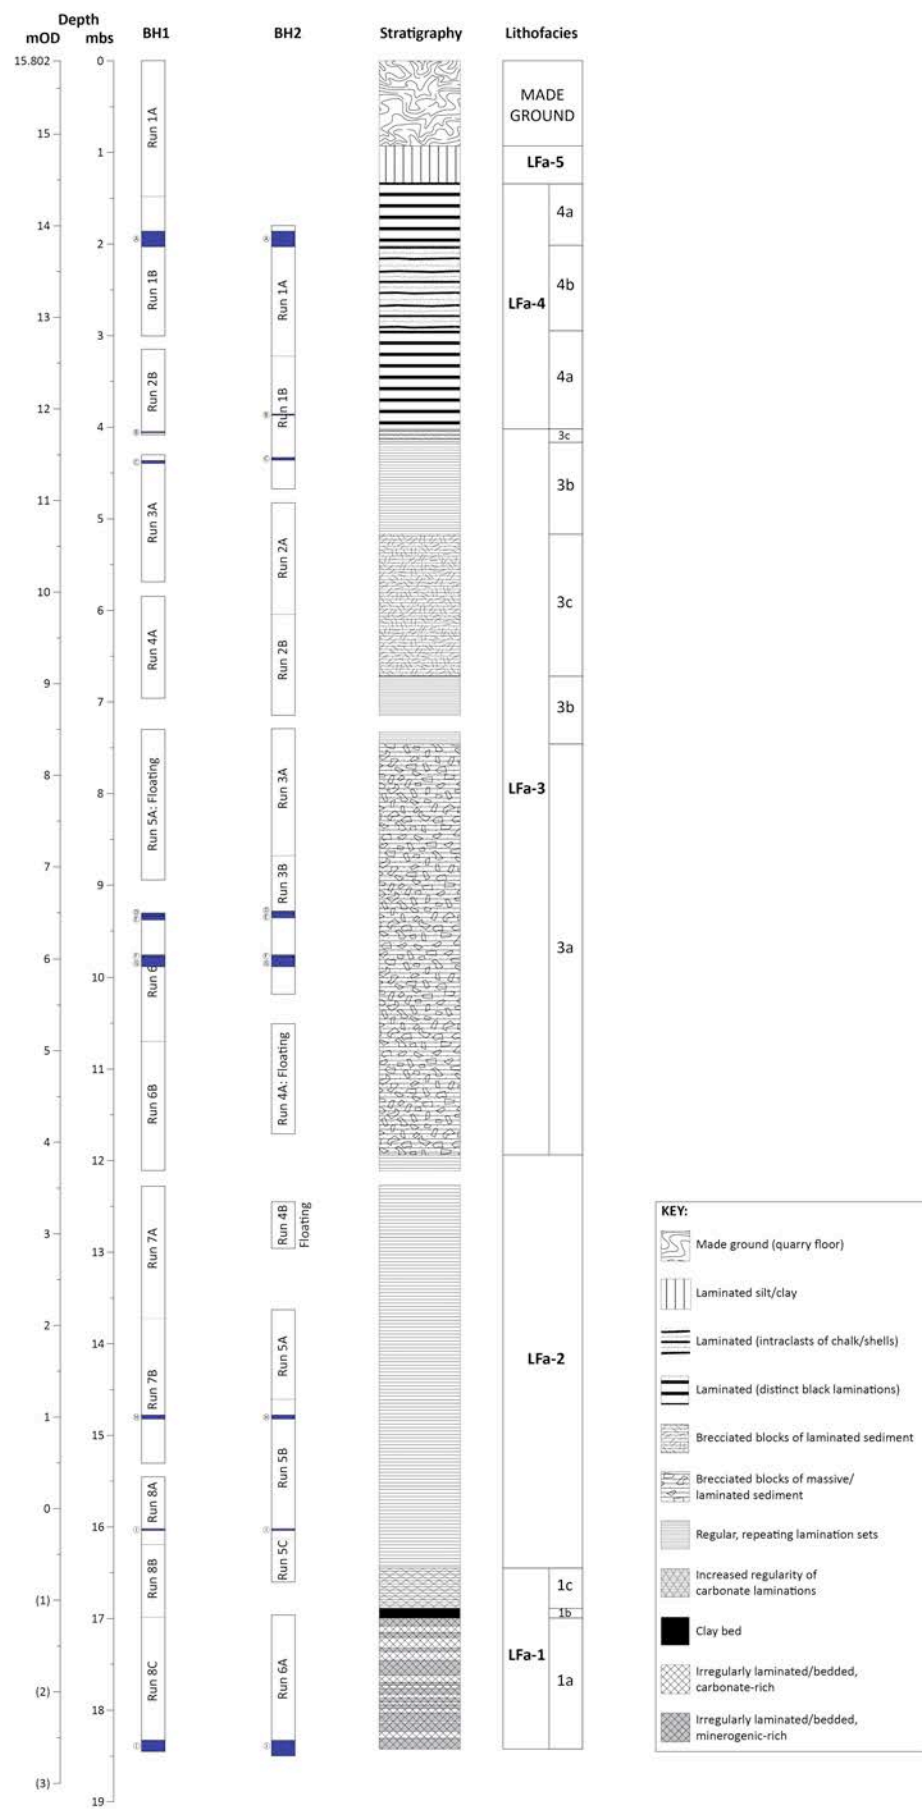 Depth
mOD mbs BH1 BH2 Stratigraphy Lithofacies
15.802
15
14
13
12
11
10
9
8
7
6
5
4
3
2
1
0
(1)
(2)
(3)
0
1
2
3
4
5
6
7
8
9
10
11
12
13
14
15
16
17
18
19
Run 1A
A
Run 1B
Run 2B
B
C
Run 3A
Run 4A
Run 5A: Floating
Run 6
Run 6B
Run 7A
Run 7B
H
Run 8A
I
Run 8B
Run 8C
J
A
Run 1A
Run 1B
B
C
Run 2A
Run 2B
Run 3A
Run 3B
Run 4A: Floating
Run 4B
Floating
Run 5A
H
Run 5B
I
Run 5C
Run 6A
J
MADE
GROUND
LFa-5
LFa-4
4a
4b
4a
LFa-3
3c
3b
3c
3b
3a
LFa-2
LFa-1
1c
1b
1a
KEY:
Made ground (quarry floor)
Laminated silt/clay
Laminated (intraclasts of chalk/shells)
Laminated (distinct black laminations)
Brecciated blocks of laminated sediment
Brecciated blocks of massive/
laminated sediment
Regular, repeating lamination sets
Increased regularity of
carbonate laminations
Clay bed
Irregularly laminated/bedded,
carbonate-rich
Irregularly laminated/bedded,
minerogenic-rich